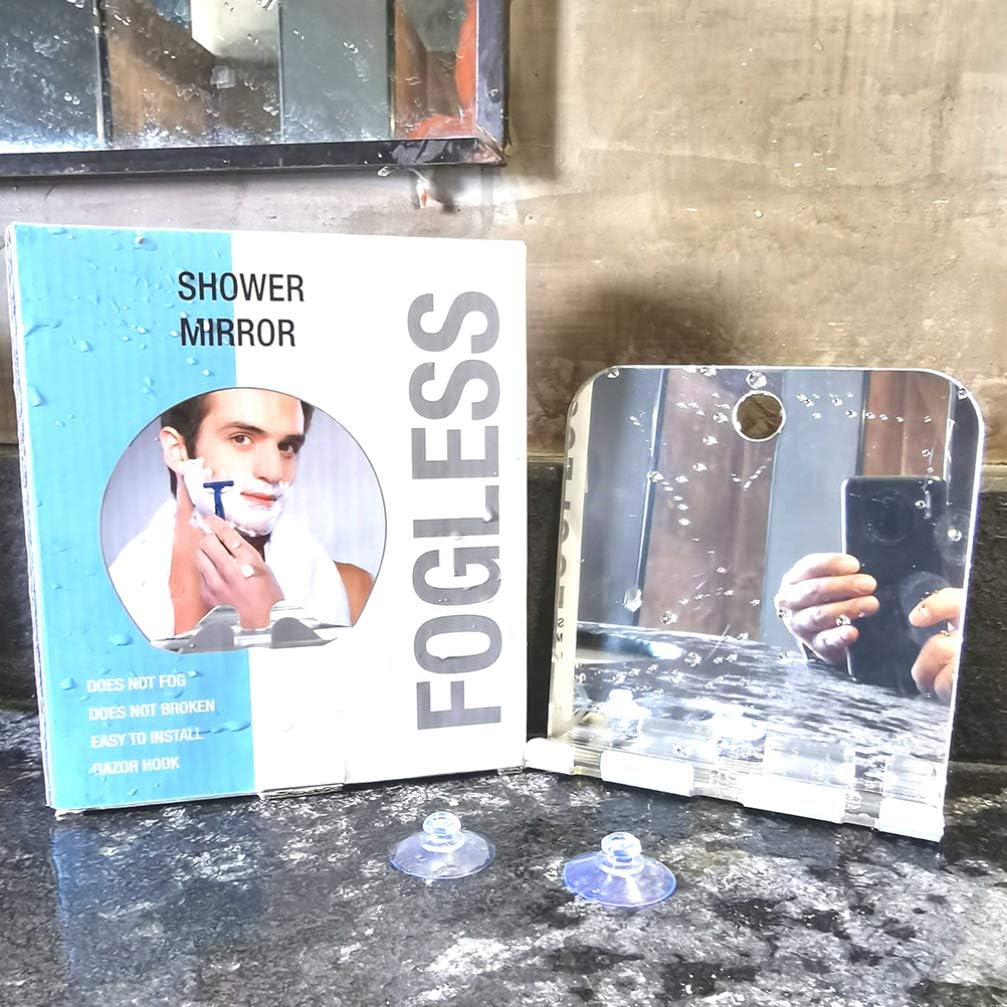 SHOWER
MIRROR
FOGLESS
DOES NOT FOG
DOES NOT BROKEN
EASY TO INSTALL
RAZOR HOOK